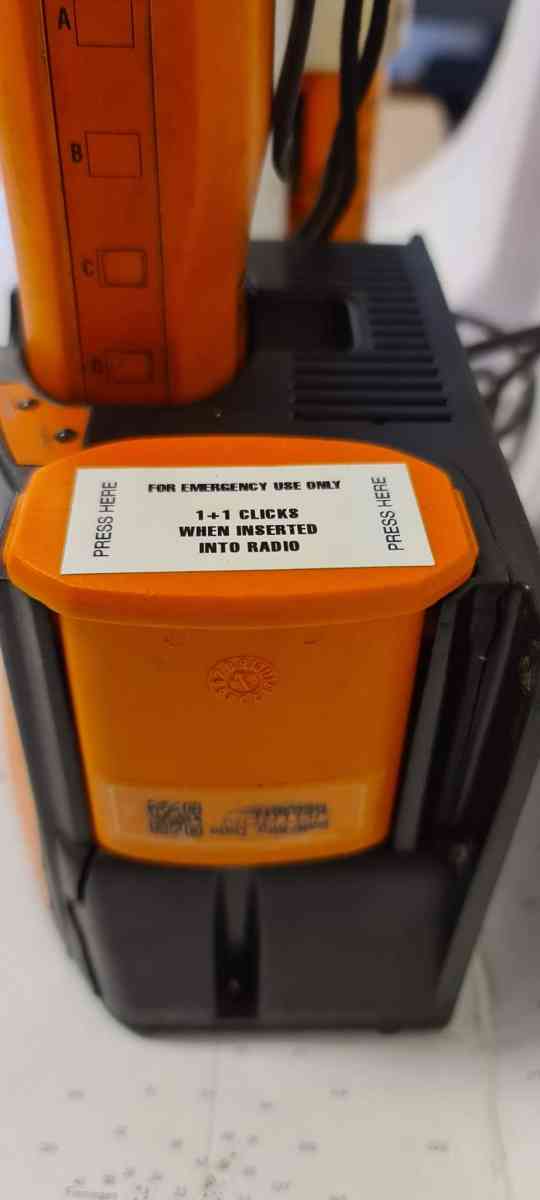 A
B
C
D
FOR EMERGENCY USE ONLY
PRESS HERE
1+1 CLICKS
WHEN INSERTED
INTO RADIO
PRESS HERE